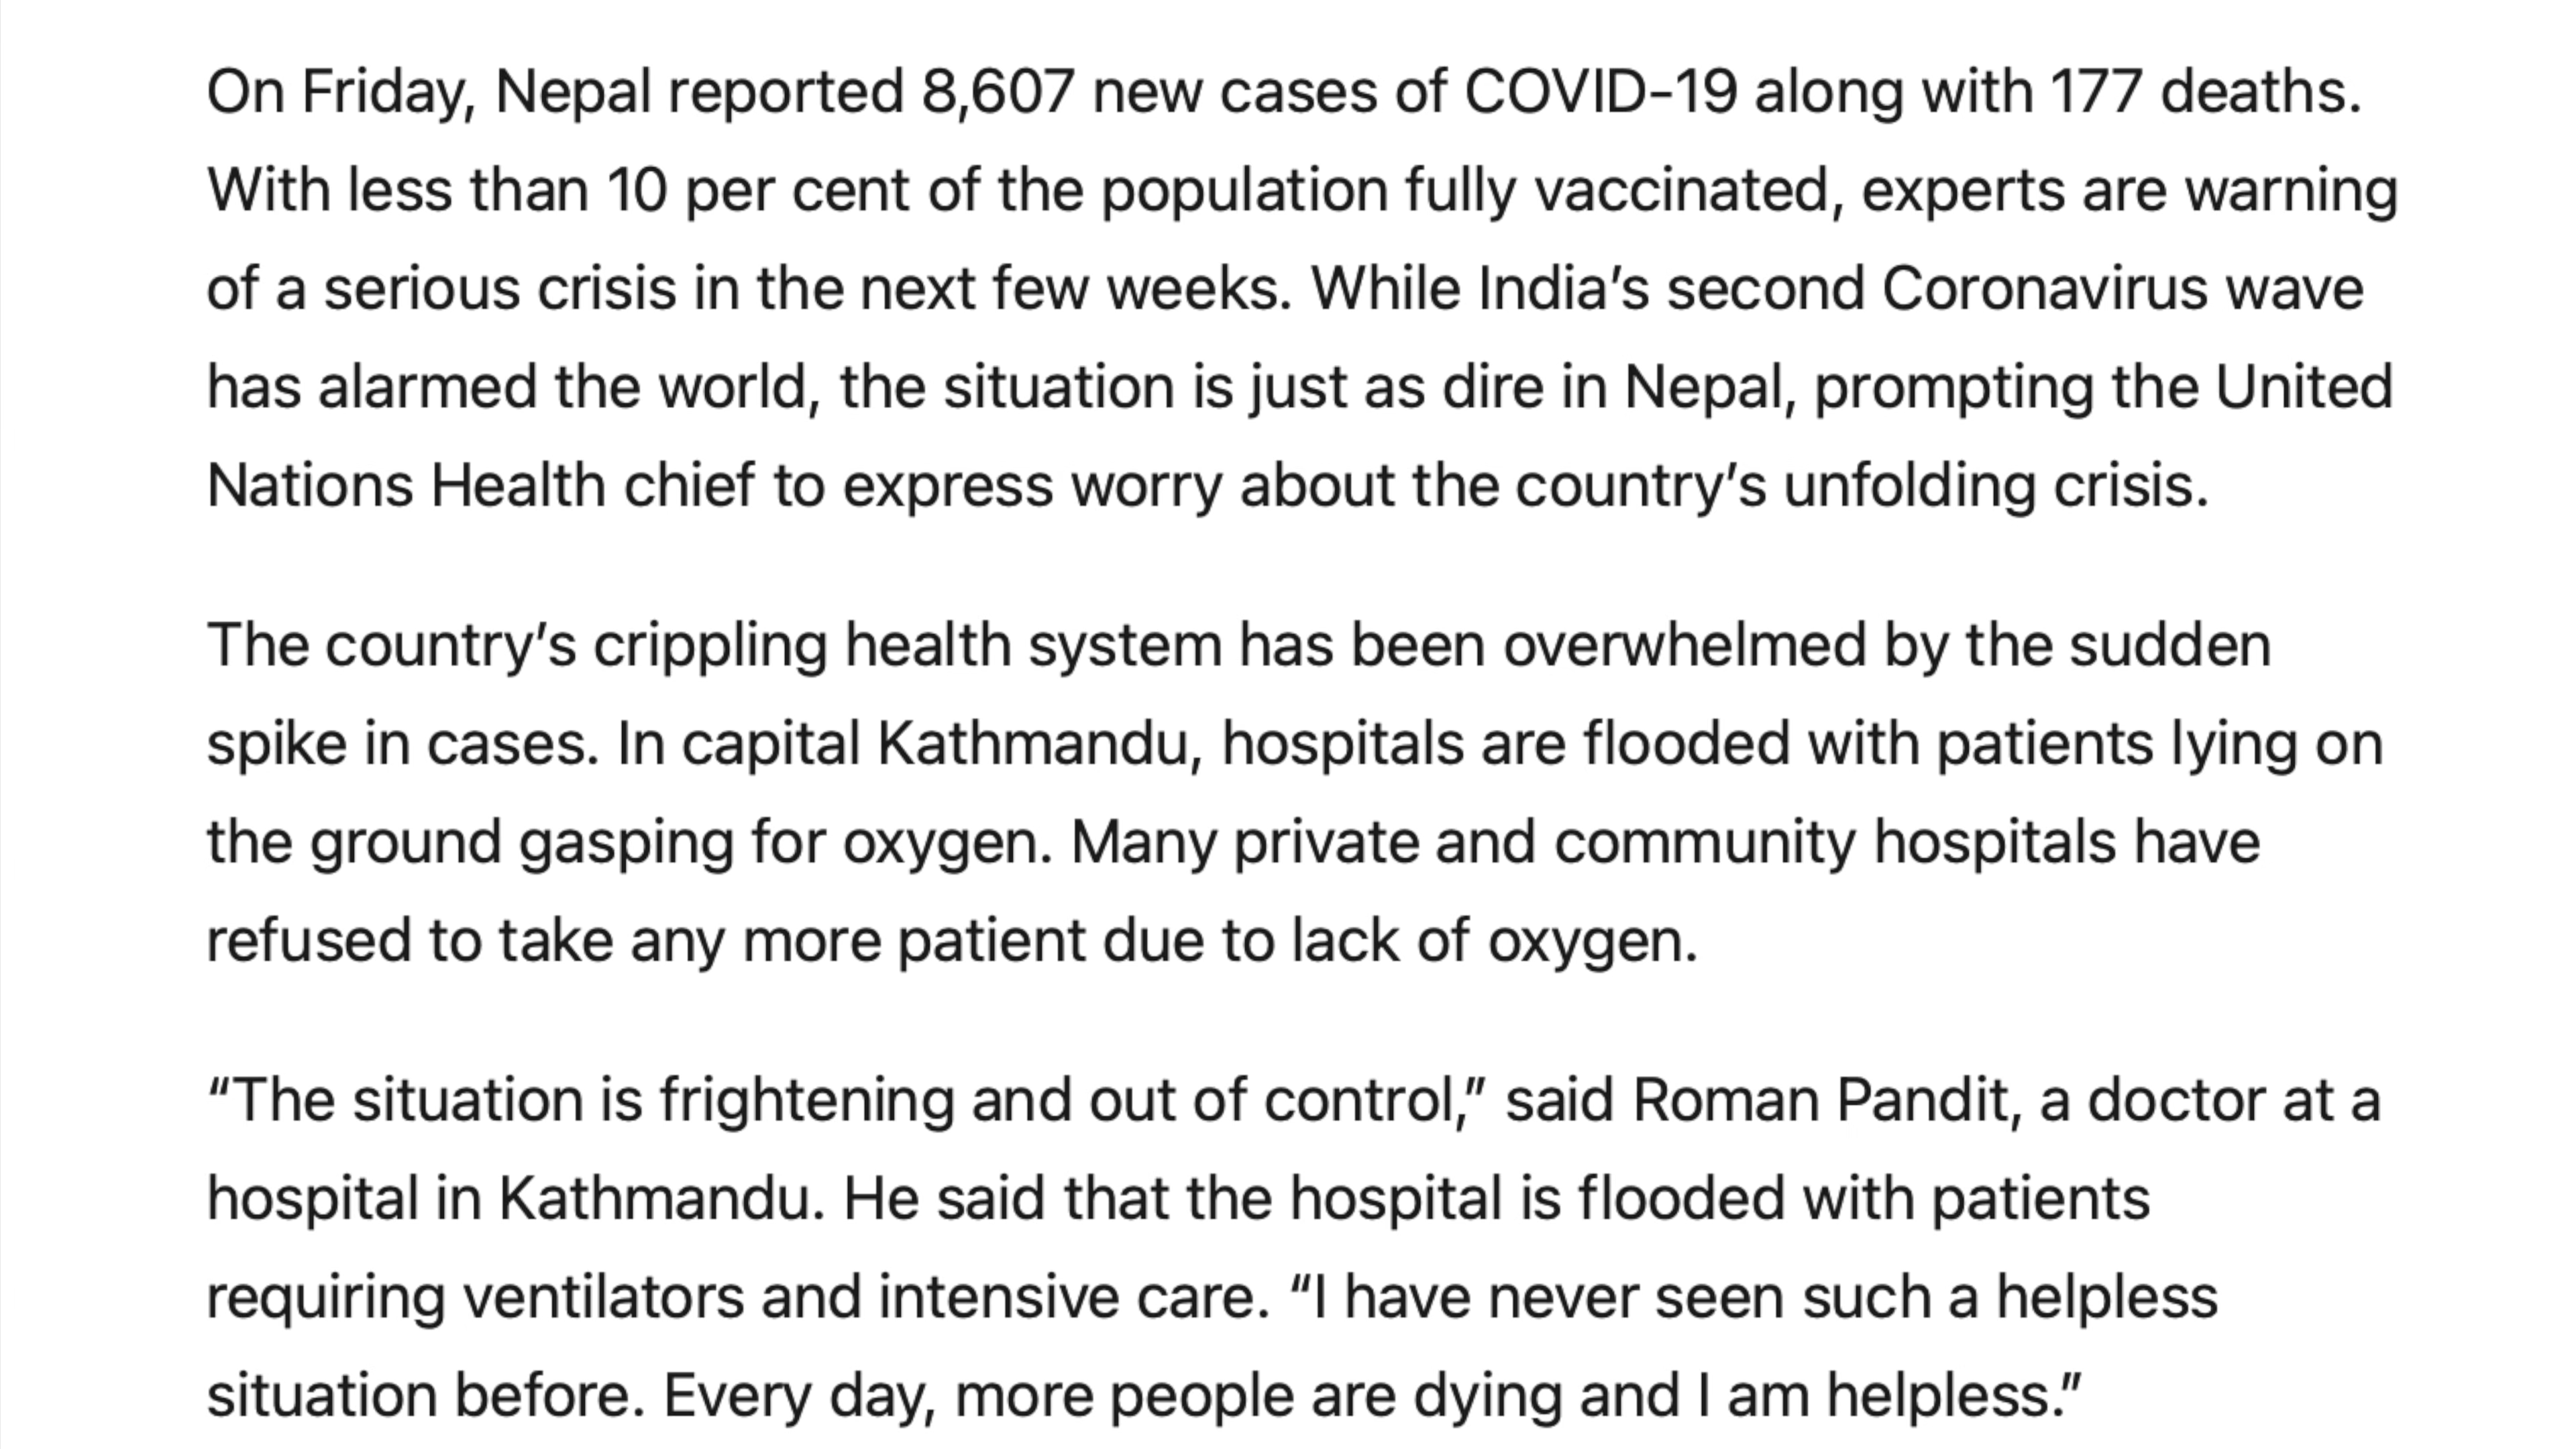 On Friday, Nepal reported 8,607 new cases of COVID-19 along with 177 deaths.
With less than 10 per cent of the population fully vaccinated, experts are warning
of a serious crisis in the next few weeks. While India’s second Coronavirus wave
has alarmed the world, the situation is just as dire in Nepal, prompting the United
Nations Health chief to express worry about the country’s unfolding crisis.
The country’s crippling health system has been overwhelmed by the sudden
spike in cases. In capital Kathmandu, hospitals are flooded with patients lying on
the ground gasping for oxygen. Many private and community hospitals have
refused to take any more patient due to lack of oxygen.
“The situation is frightening and out of control,” said Roman Pandit, a doctor at a
hospital in Kathmandu. He said that the hospital is flooded with patients
requiring ventilators and intensive care. “I have never seen such a helpless
situation before. Every day, more people are dying and I am helpless.”